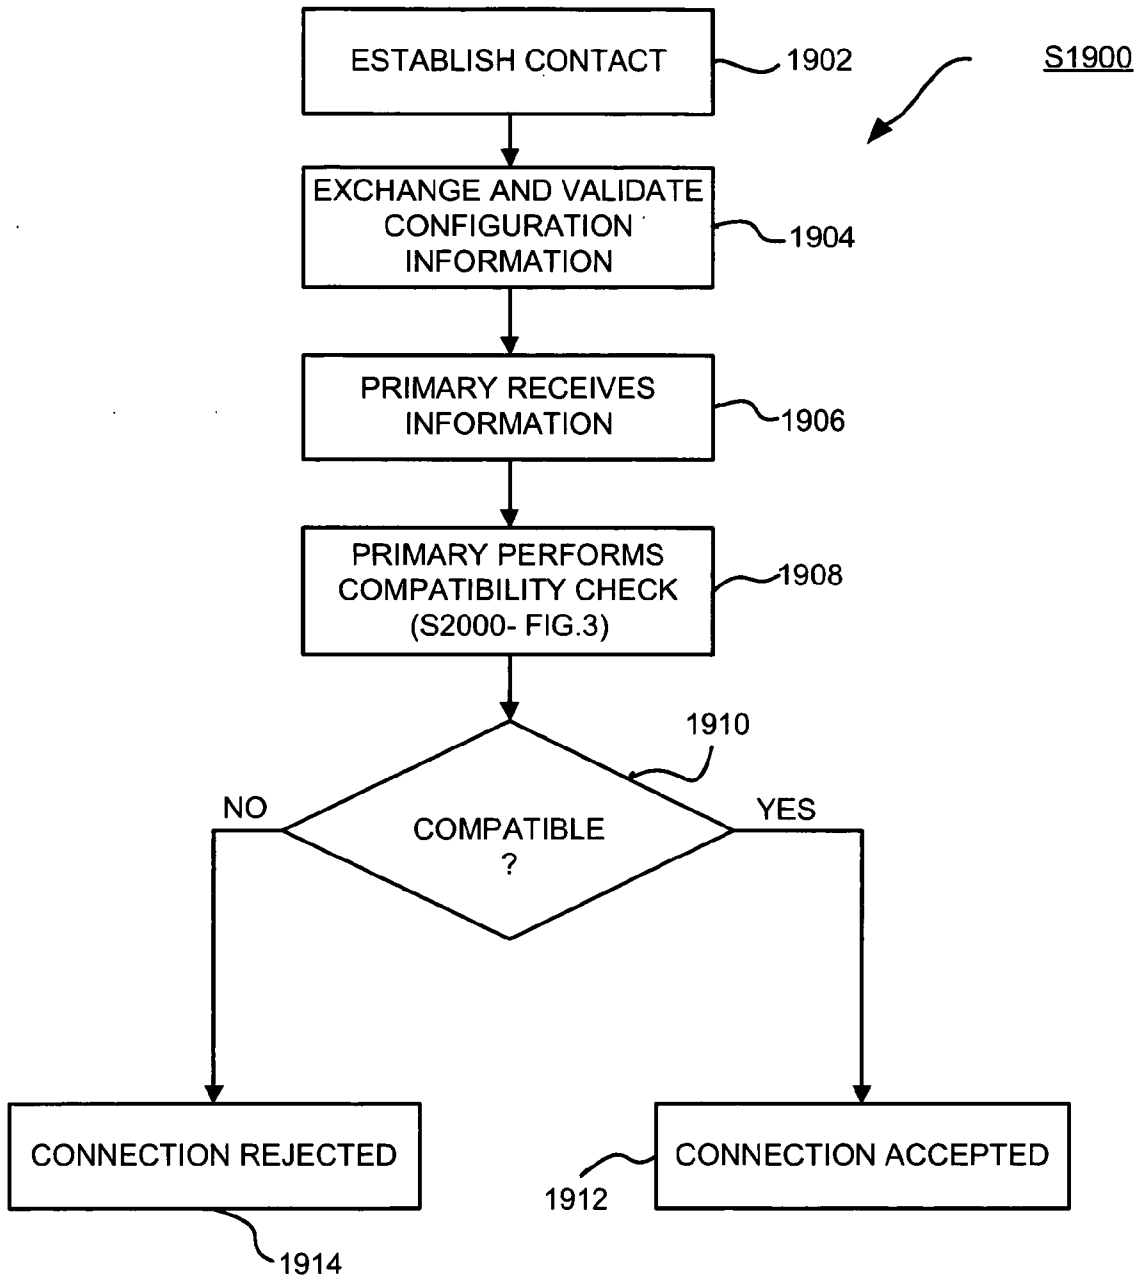 ESTABLISH CONTACT
1902
S1900
EXCHANGE AND VALIDATE
CONFIGURATION
INFORMATION
1904
PRIMARY RECEIVES
INFORMATION
1906
PRIMARY PERFORMS
COMPATIBILITY CHECK
(S2000- FIG.3)
1908
1910
NO
YES
COMPATIBLE
?
CONNECTION REJECTED
CONNECTION ACCEPTED
1912
1914